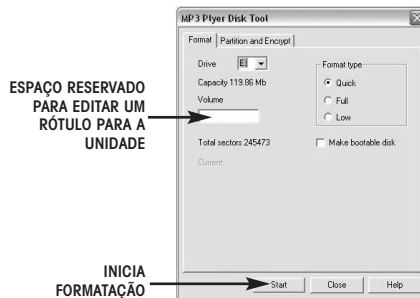 MP3 Plyer Disk Tool
Format
Partition and Encrypt
Drive
E:
Capacity 119.86 Mb
Volume
Total sectors 245473
Current:
Format type
Quick
Full
Low
Make bootable disk
Start
Close
Help
ESPAÇO RESERVADO
PARA EDITAR UM
RÓTULO PARA A
UNIDADE
INICIA
FORMATAÇÃO